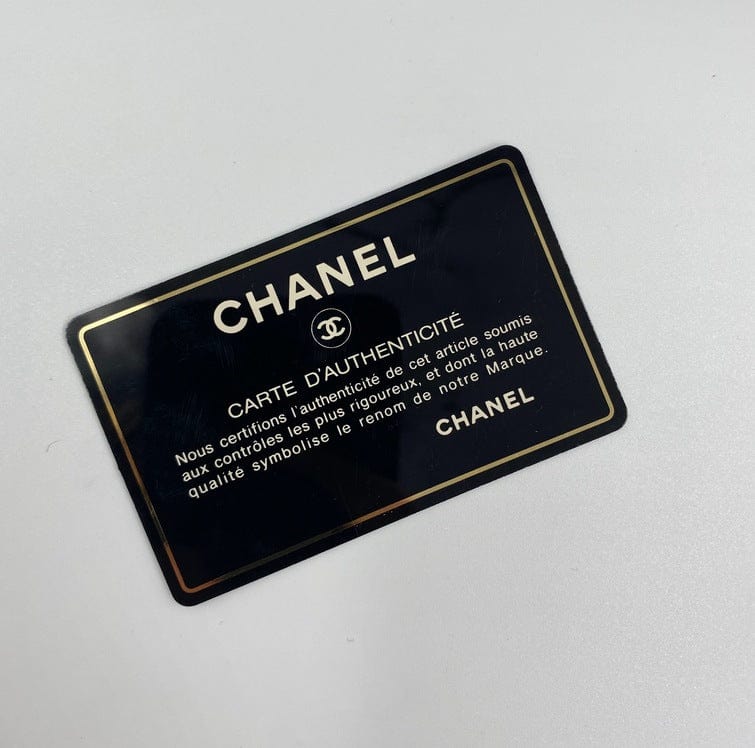 CHANEL
CARTE D'AUTHENTICITÉ
Nous certifions l'authenticité de cet article soumis
aux contrôles les plus rigoureux, et dont la haute
qualité symbolise le renom de notre Marque.
CHANEL